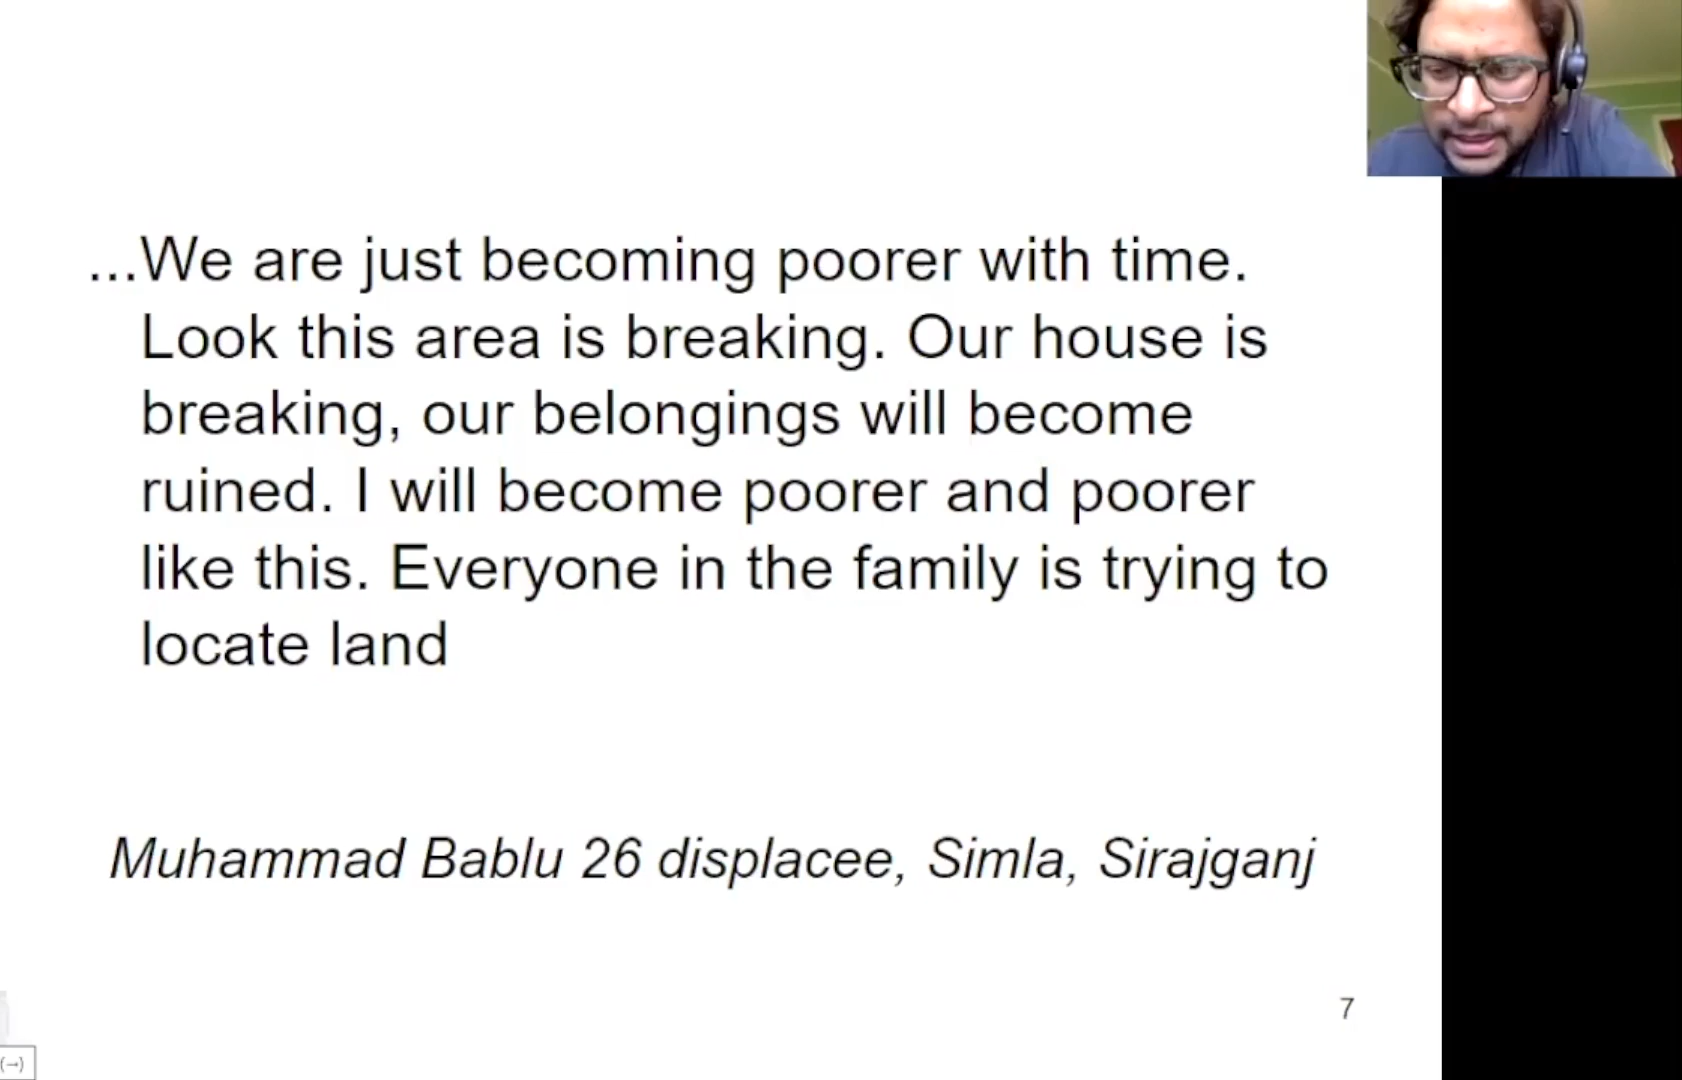 ...We are just becoming poorer with time.
Look this area is breaking. Our house is
breaking, our belongings will become
ruined. I will become poorer and poorer
like this. Everyone in the family is trying to
locate land
Muhammad Bablu 26 displacee, Simla, Sirajganj
7
(→)